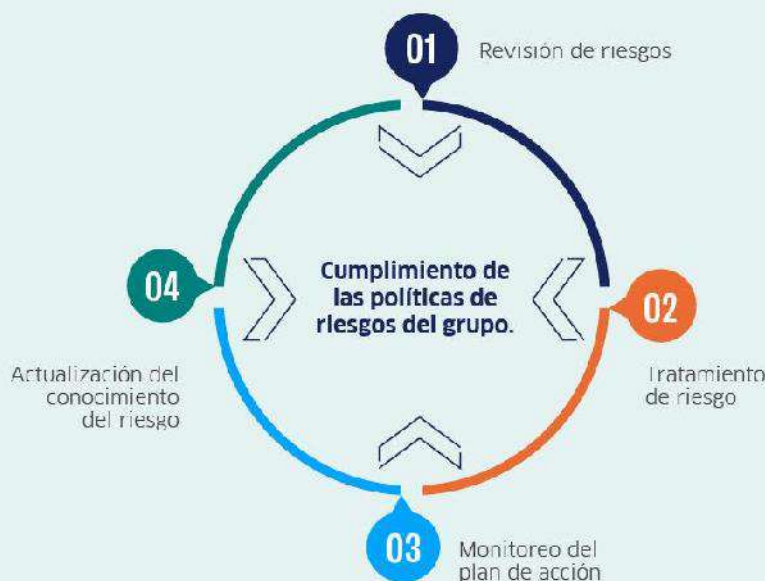 01
Revisión de riesgos
Cumplimiento de
las políticas de
riesgos del grupo.
04
02
Actualización del
conocimiento
del riesgo
Tratamiento
de riesgo
03
Monitoreo del
plan de acción